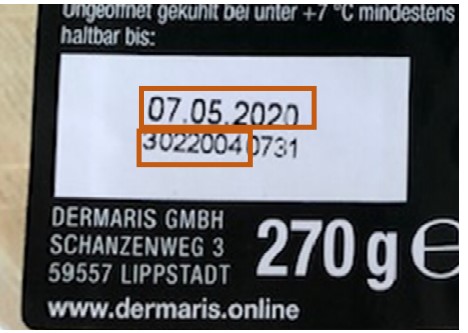 Ungeöffnet gekühlt bei unter +7 °C mindestens
haltbar bis:
07.05.2020
30220040731
DERMARIS GMBH
SCHANZENWEG 3
59557 LIPPSTADT
270 g ℮
www.dermaris.online